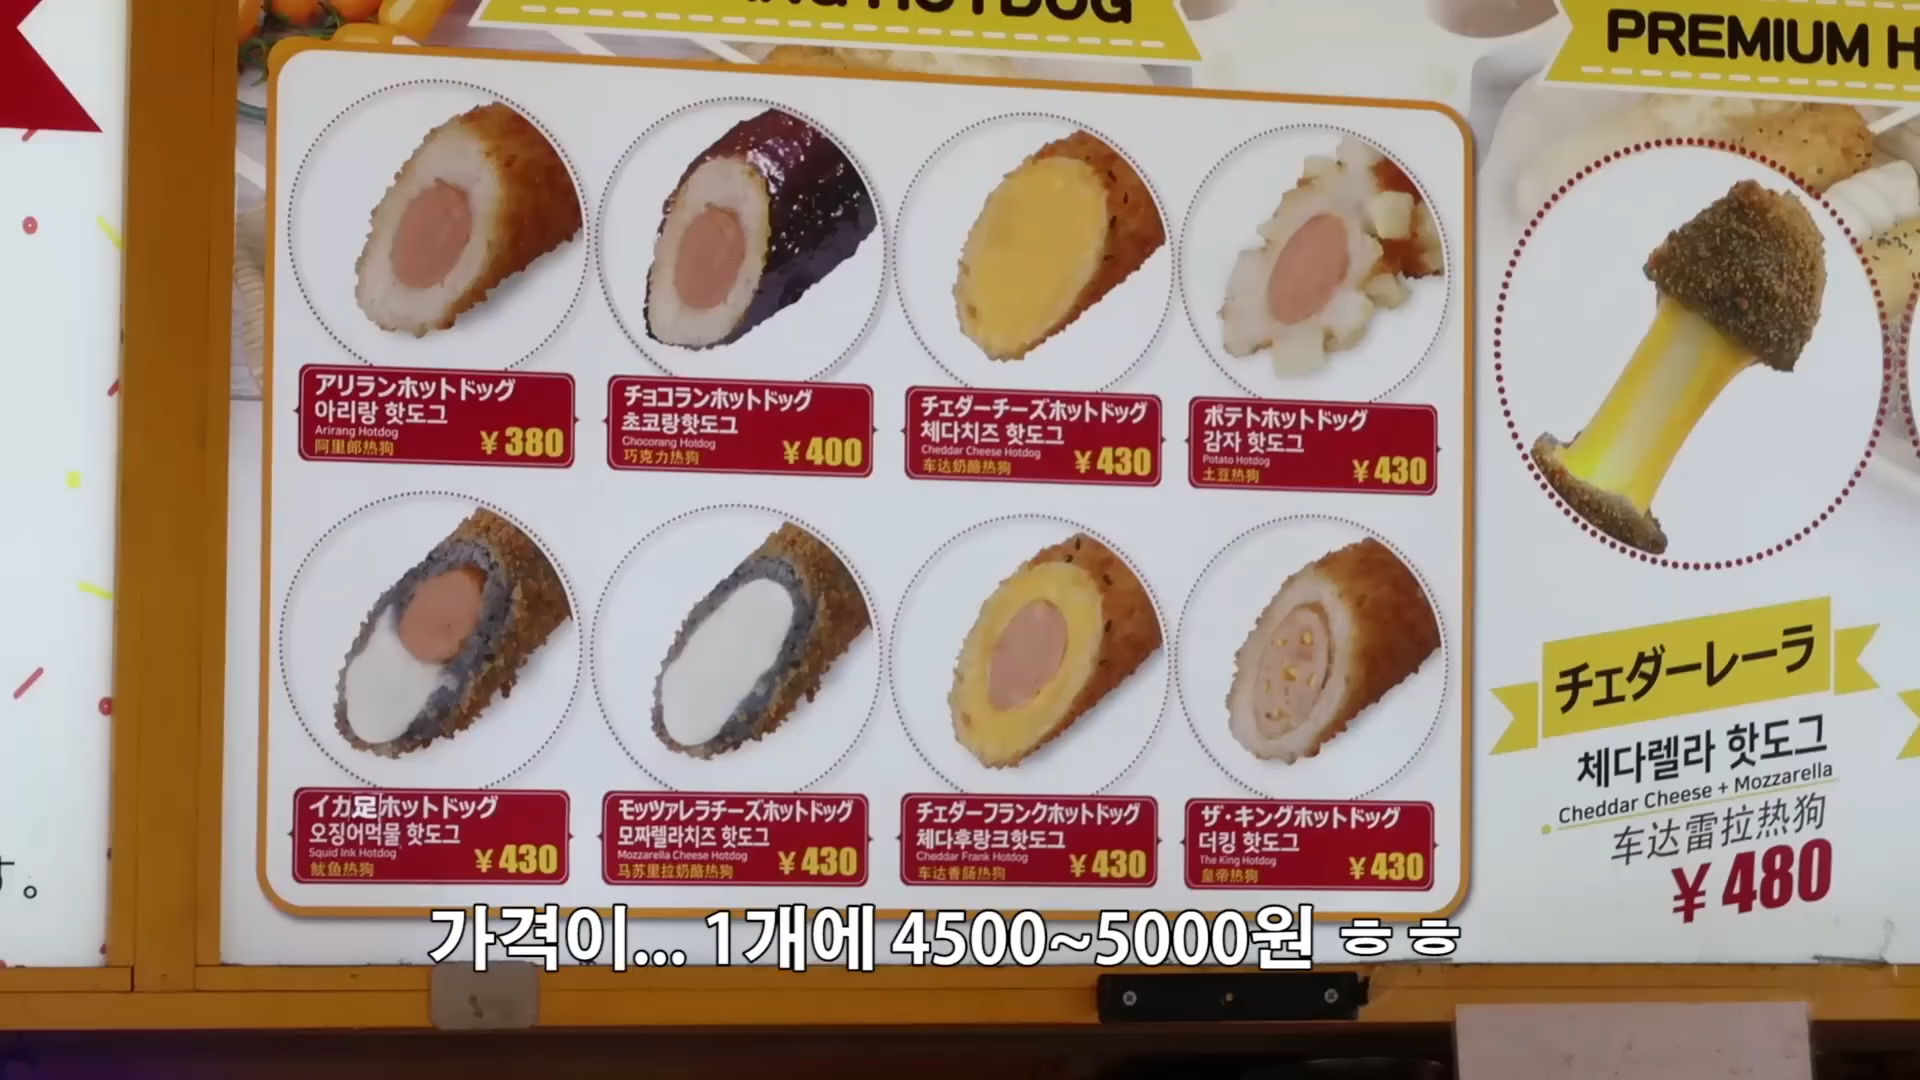 HOTDOG
PREMIUM H
アリランホットドッグ
아리랑 핫도그
Arirang Hotdog
阿里郎热狗
¥380
チョコランホットドッグ
초코랑핫도그
Chocorang Hotdog
巧克力热狗
¥400
チェダーチーズホットドッグ
체다치즈 핫도그
Cheddar Cheese Hotdog
车达奶酪热狗
¥430
ポテトホットドッグ
감자 핫도그
Potato Hotdog
土豆热狗
¥430
イカ足ホットドッグ
오징어먹물 핫도그
Squid Ink Hotdog
鱿鱼热狗
¥430
モッツァレラチーズホットドッグ
모짜렐라치즈 핫도그
Mozzarella Cheese Hotdog
马苏里拉奶酪热狗
¥430
チェダーフランクホットドッグ
체다후랑크핫도그
Cheddar Frank Hotdog
车达香肠热狗
¥430
ザ・キングホットドッグ
더킹 핫도그
The King Hotdog
皇帝热狗
¥430
チェダーレーラ
체다렐라 핫도그
Cheddar Cheese + Mozzarella
车达雷拉热狗
¥480
す。
가격이... 1개에 4500~5000원 ㅎㅎ